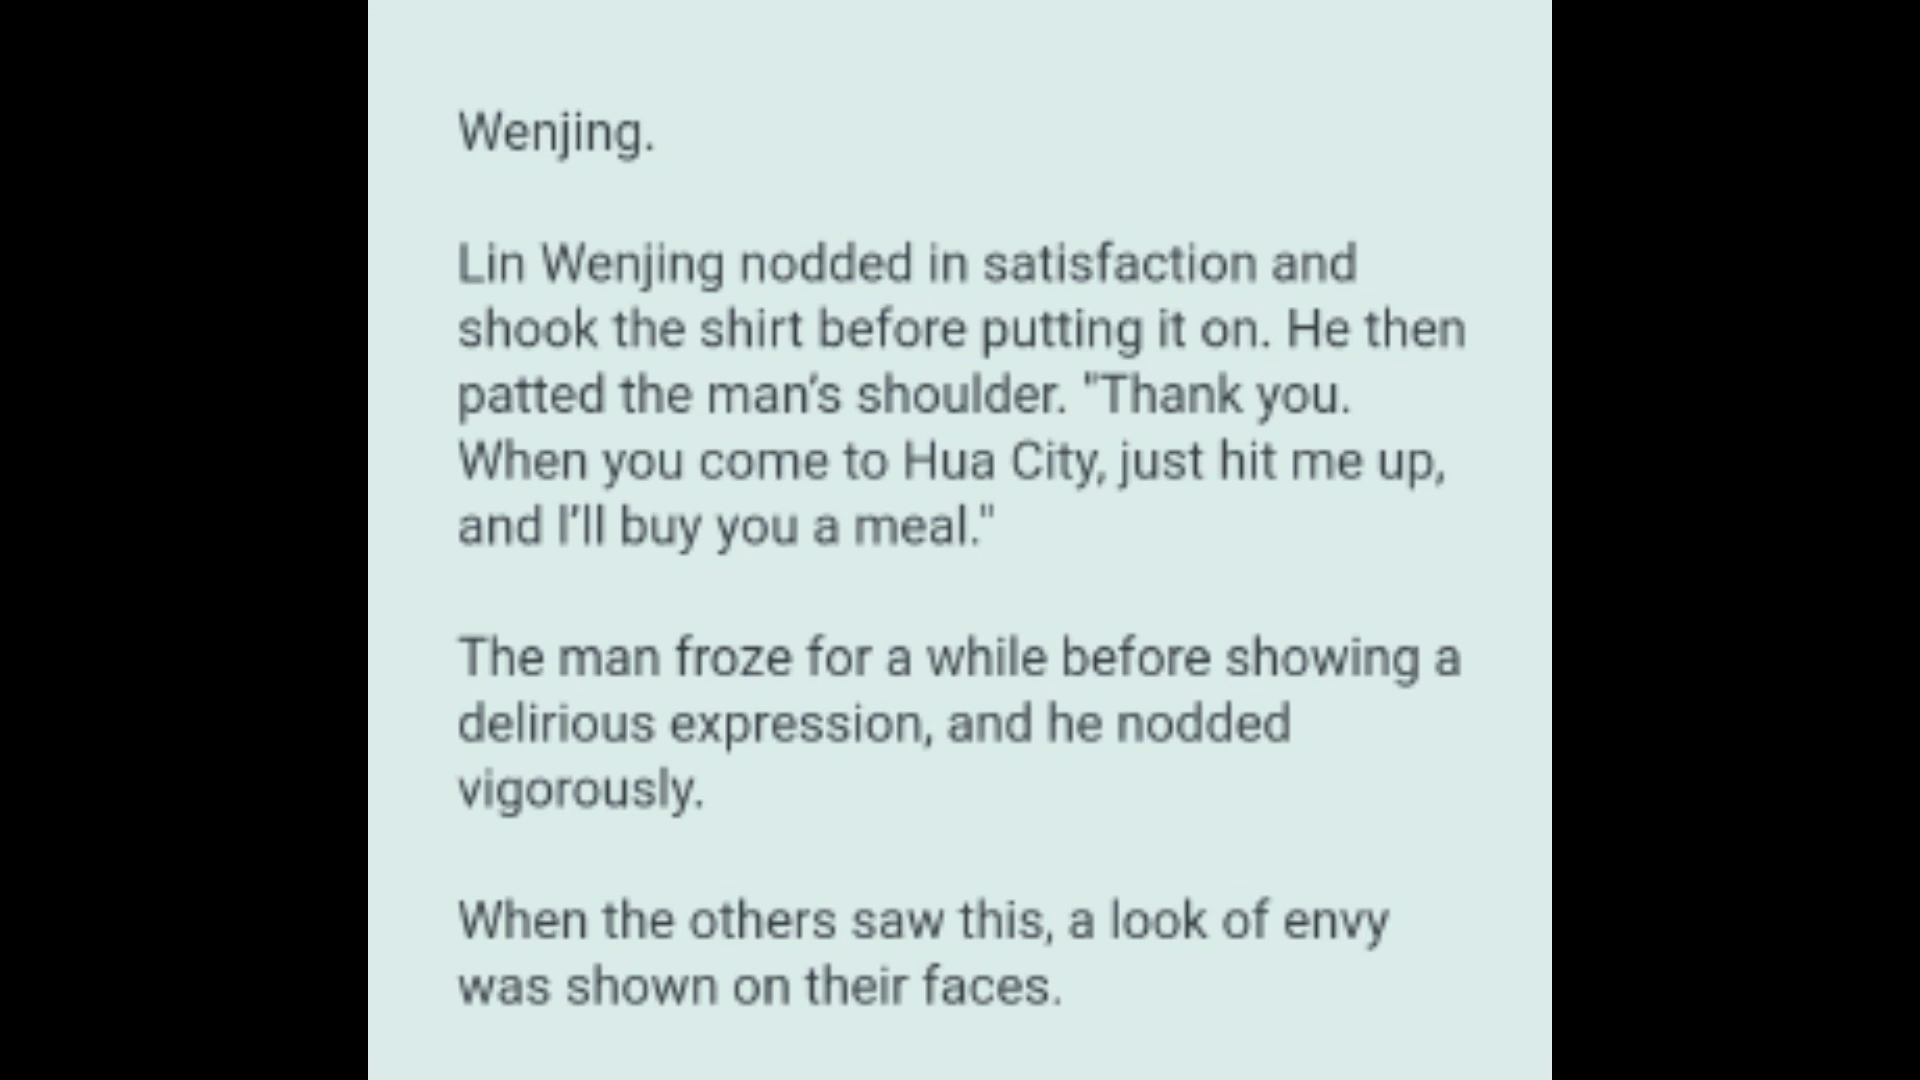 Wenjing.
Lin Wenjing nodded in satisfaction and
shook the shirt before putting it on. He then
patted the man’s shoulder. "Thank you.
When you come to Hua City, just hit me up,
and I’ll buy you a meal."
The man froze for a while before showing a
delirious expression, and he nodded
vigorously.
When the others saw this, a look of envy
was shown on their faces.